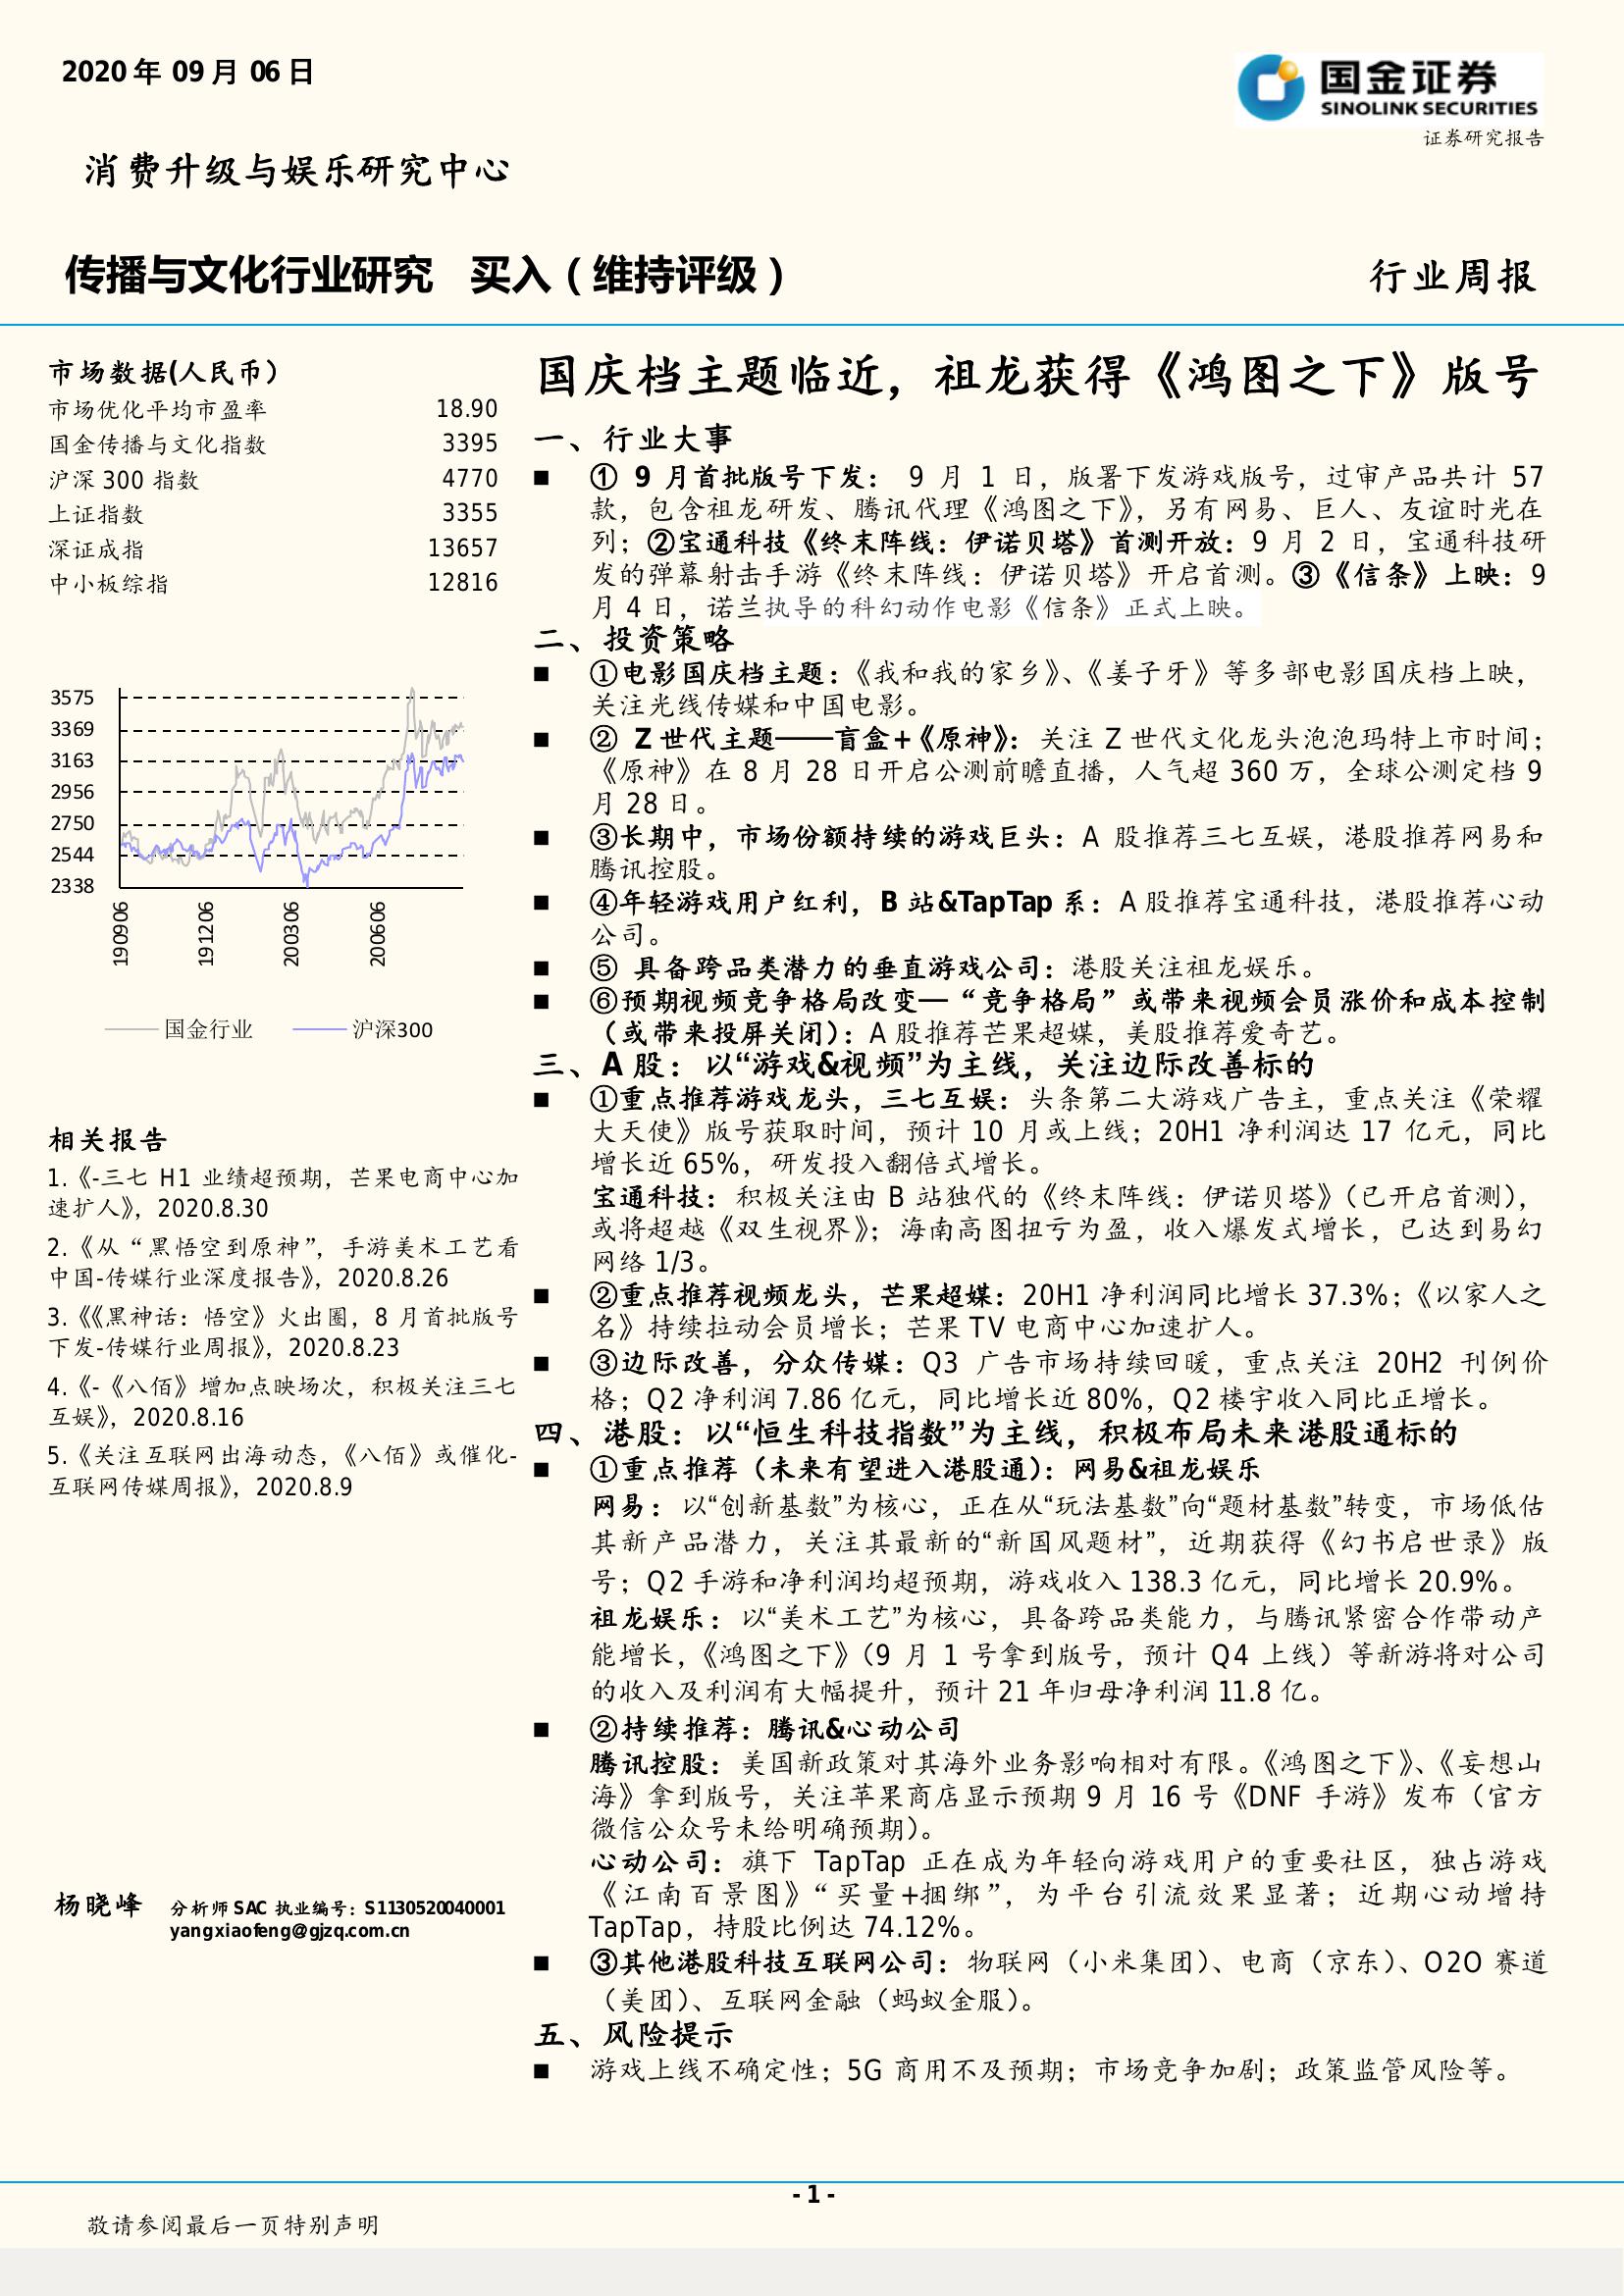 2020年09月06日
国金证券
SINOLINK SECURITIES
证券研究报告
消费升级与娱乐研究中心
传播与文化行业研究 买入（维持评级）
行业周报
市场数据(人民币）
市场优化平均市盈率 18.90
国金传播与文化指数 3395
沪深300指数 4770
上证指数 3355
深证成指 13657
中小板综指 12816
3575
3369
3163
2956
2750
2544
2338
190906
191206
200306
200606
国金行业 沪深300
相关报告
1.《-三七 H1 业绩超预期，芒果电商中心加
速扩人》，2020.8.30
2.《从“黑悟空到原神”，手游美术工艺看
中国-传媒行业深度报告》，2020.8.26
3.《《黑神话：悟空》火出圈，8 月首批版号
下发-传媒行业周报》，2020.8.23
4.《-《八佰》增加点映场次，积极关注三七
互娱》，2020.8.16
5.《关注互联网出海动态，《八佰》或催化-
互联网传媒周报》，2020.8.9
杨晓峰 分析师 SAC 执业编号：S1130520040001
yangxiaofeng@gjzq.com.cn
国庆档主题临近，祖龙获得《鸿图之下》版号
一、行业大事
■ ① 9 月首批版号下发： 9 月 1 日，版署下发游戏版号，过审产品共计 57
款，包含祖龙研发、腾讯代理《鸿图之下》，另有网易、巨人、友谊时光在
列；②宝通科技《终末阵线：伊诺贝塔》首测开放：9 月 2 日，宝通科技研
发的弹幕射击手游《终末阵线：伊诺贝塔》开启首测。③《信条》上映：9
月 4 日，诺兰执导的科幻动作电影《信条》正式上映。
二、投资策略
■ ①电影国庆档主题：《我和我的家乡》、《姜子牙》等多部电影国庆档上映，
关注光线传媒和中国电影。
■ ② Z 世代主题——盲盒+《原神》：关注 Z 世代文化龙头泡泡玛特上市时间；
《原神》在 8 月 28 日开启公测前瞻直播，人气超 360 万，全球公测定档 9
月 28 日。
■ ③长期中，市场份额持续的游戏巨头：A 股推荐三七互娱，港股推荐网易和
腾讯控股。
■ ④年轻游戏用户红利，B 站&TapTap 系：A 股推荐宝通科技，港股推荐心动
公司。
■ ⑤ 具备跨品类潜力的垂直游戏公司：港股关注祖龙娱乐。
■ ⑥预期视频竞争格局改变—“竞争格局”或带来视频会员涨价和成本控制
（或带来投屏关闭）：A 股推荐芒果超媒，美股推荐爱奇艺。
三、A 股：以“游戏&视频”为主线，关注边际改善标的
■ ①重点推荐游戏龙头，三七互娱：头条第二大游戏广告主，重点关注《荣耀
大天使》版号获取时间，预计 10 月或上线；20H1 净利润达 17 亿元，同比
增长近 65%，研发投入翻倍式增长。
宝通科技：积极关注由 B 站独代的《终末阵线：伊诺贝塔》（已开启首测），
或将超越《双生视界》；海南高图扭亏为盈，收入爆发式增长，已达到易幻
网络 1/3。
■ ②重点推荐视频龙头，芒果超媒：20H1 净利润同比增长 37.3%；《以家人之
名》持续拉动会员增长；芒果 TV 电商中心加速扩人。
■ ③边际改善，分众传媒：Q3 广告市场持续回暖，重点关注 20H2 刊例价
格；Q2 净利润 7.86 亿元，同比增长近 80%，Q2 楼宇收入同比正增长。
四、港股：以“恒生科技指数”为主线，积极布局未来港股通标的
■ ①重点推荐（未来有望进入港股通）：网易&祖龙娱乐
网易：以“创新基数”为核心，正在从“玩法基数”向“题材基数”转变，市场低估
其新产品潜力，关注其最新的“新国风题材”，近期获得《幻书启世录》版
号；Q2 手游和净利润均超预期，游戏收入 138.3 亿元，同比增长 20.9%。
祖龙娱乐：以“美术工艺”为核心，具备跨品类能力，与腾讯紧密合作带动产
能增长，《鸿图之下》（9 月 1 号拿到版号，预计 Q4 上线）等新游将对公司
的收入及利润有大幅提升，预计 21 年归母净利润 11.8 亿。
■ ②持续推荐：腾讯&心动公司
腾讯控股：美国新政策对其海外业务影响相对有限。《鸿图之下》、《妄想山
海》拿到版号，关注苹果商店显示预期 9 月 16 号《DNF 手游》发布（官方
微信公众号未给明确预期）。
心动公司：旗下 TapTap 正在成为年轻向游戏用户的重要社区，独占游戏
《江南百景图》“买量+捆绑”，为平台引流效果显著；近期心动增持
TapTap，持股比例达 74.12%。
■ ③其他港股科技互联网公司：物联网（小米集团）、电商（京东）、O2O 赛道
（美团）、互联网金融（蚂蚁金服）。
五、风险提示
■ 游戏上线不确定性；5G 商用不及预期；市场竞争加剧；政策监管风险等。
- 1 -
敬请参阅最后一页特别声明